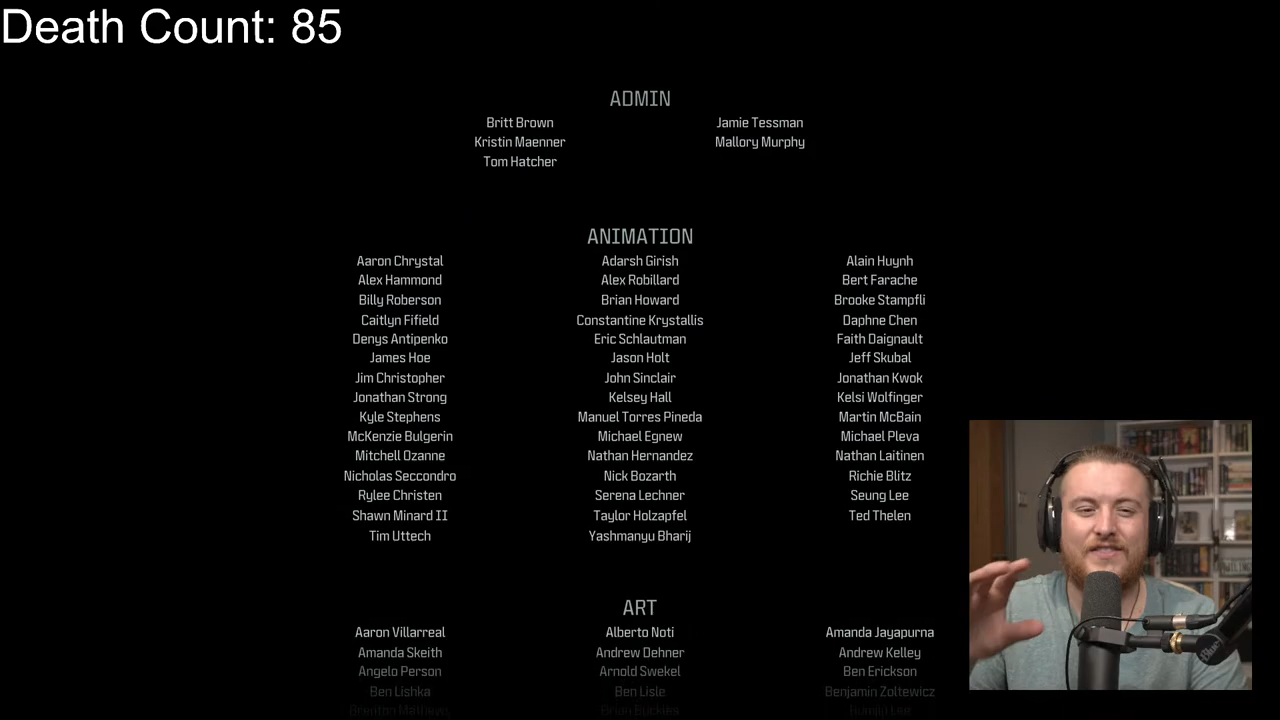 Death Count: 85
ADMIN
Britt Brown Jamie Tessman
Kristin Maenner Mallory Murphy
Tom Hatcher
ANIMATION
Aaron Chrystal Adarsh Girish Alain Huynh
Alex Hammond Alex Robillard Bert Farache
Billy Roberson Brian Howard Brooke Stampfli
Caitlyn Fifield Constantine Krystallis Daphne Chen
Denys Antipenko Eric Schlautman Faith Daignault
James Hoe Jason Holt Jeff Skubal
Jim Christopher John Sinclair Jonathan Kwok
Jonathan Strong Kelsey Hall Kelsi Wolfinger
Kyle Stephens Manuel Torres Pineda Martin McBain
McKenzie Bulgerin Michael Egnew Michael Pleva
Mitchell Ozanne Nathan Hernandez Nathan Laitinen
Nicholas Seccondro Nick Bozarth Richie Blitz
Rylee Christen Serena Lechner Seung Lee
Shawn Minard II Taylor Holzapfel Ted Thelen
Tim Uttech Yashmanyu Bharij
ART
Aaron Villarreal Alberto Noti Amanda Jayapurna
Amanda Skeith Andrew Dehner Andrew Kelley
Angelo Person Arnold Swekel Ben Erickson
Ben Lishka Ben Lisle Benjamin Zoltewicz
Blue